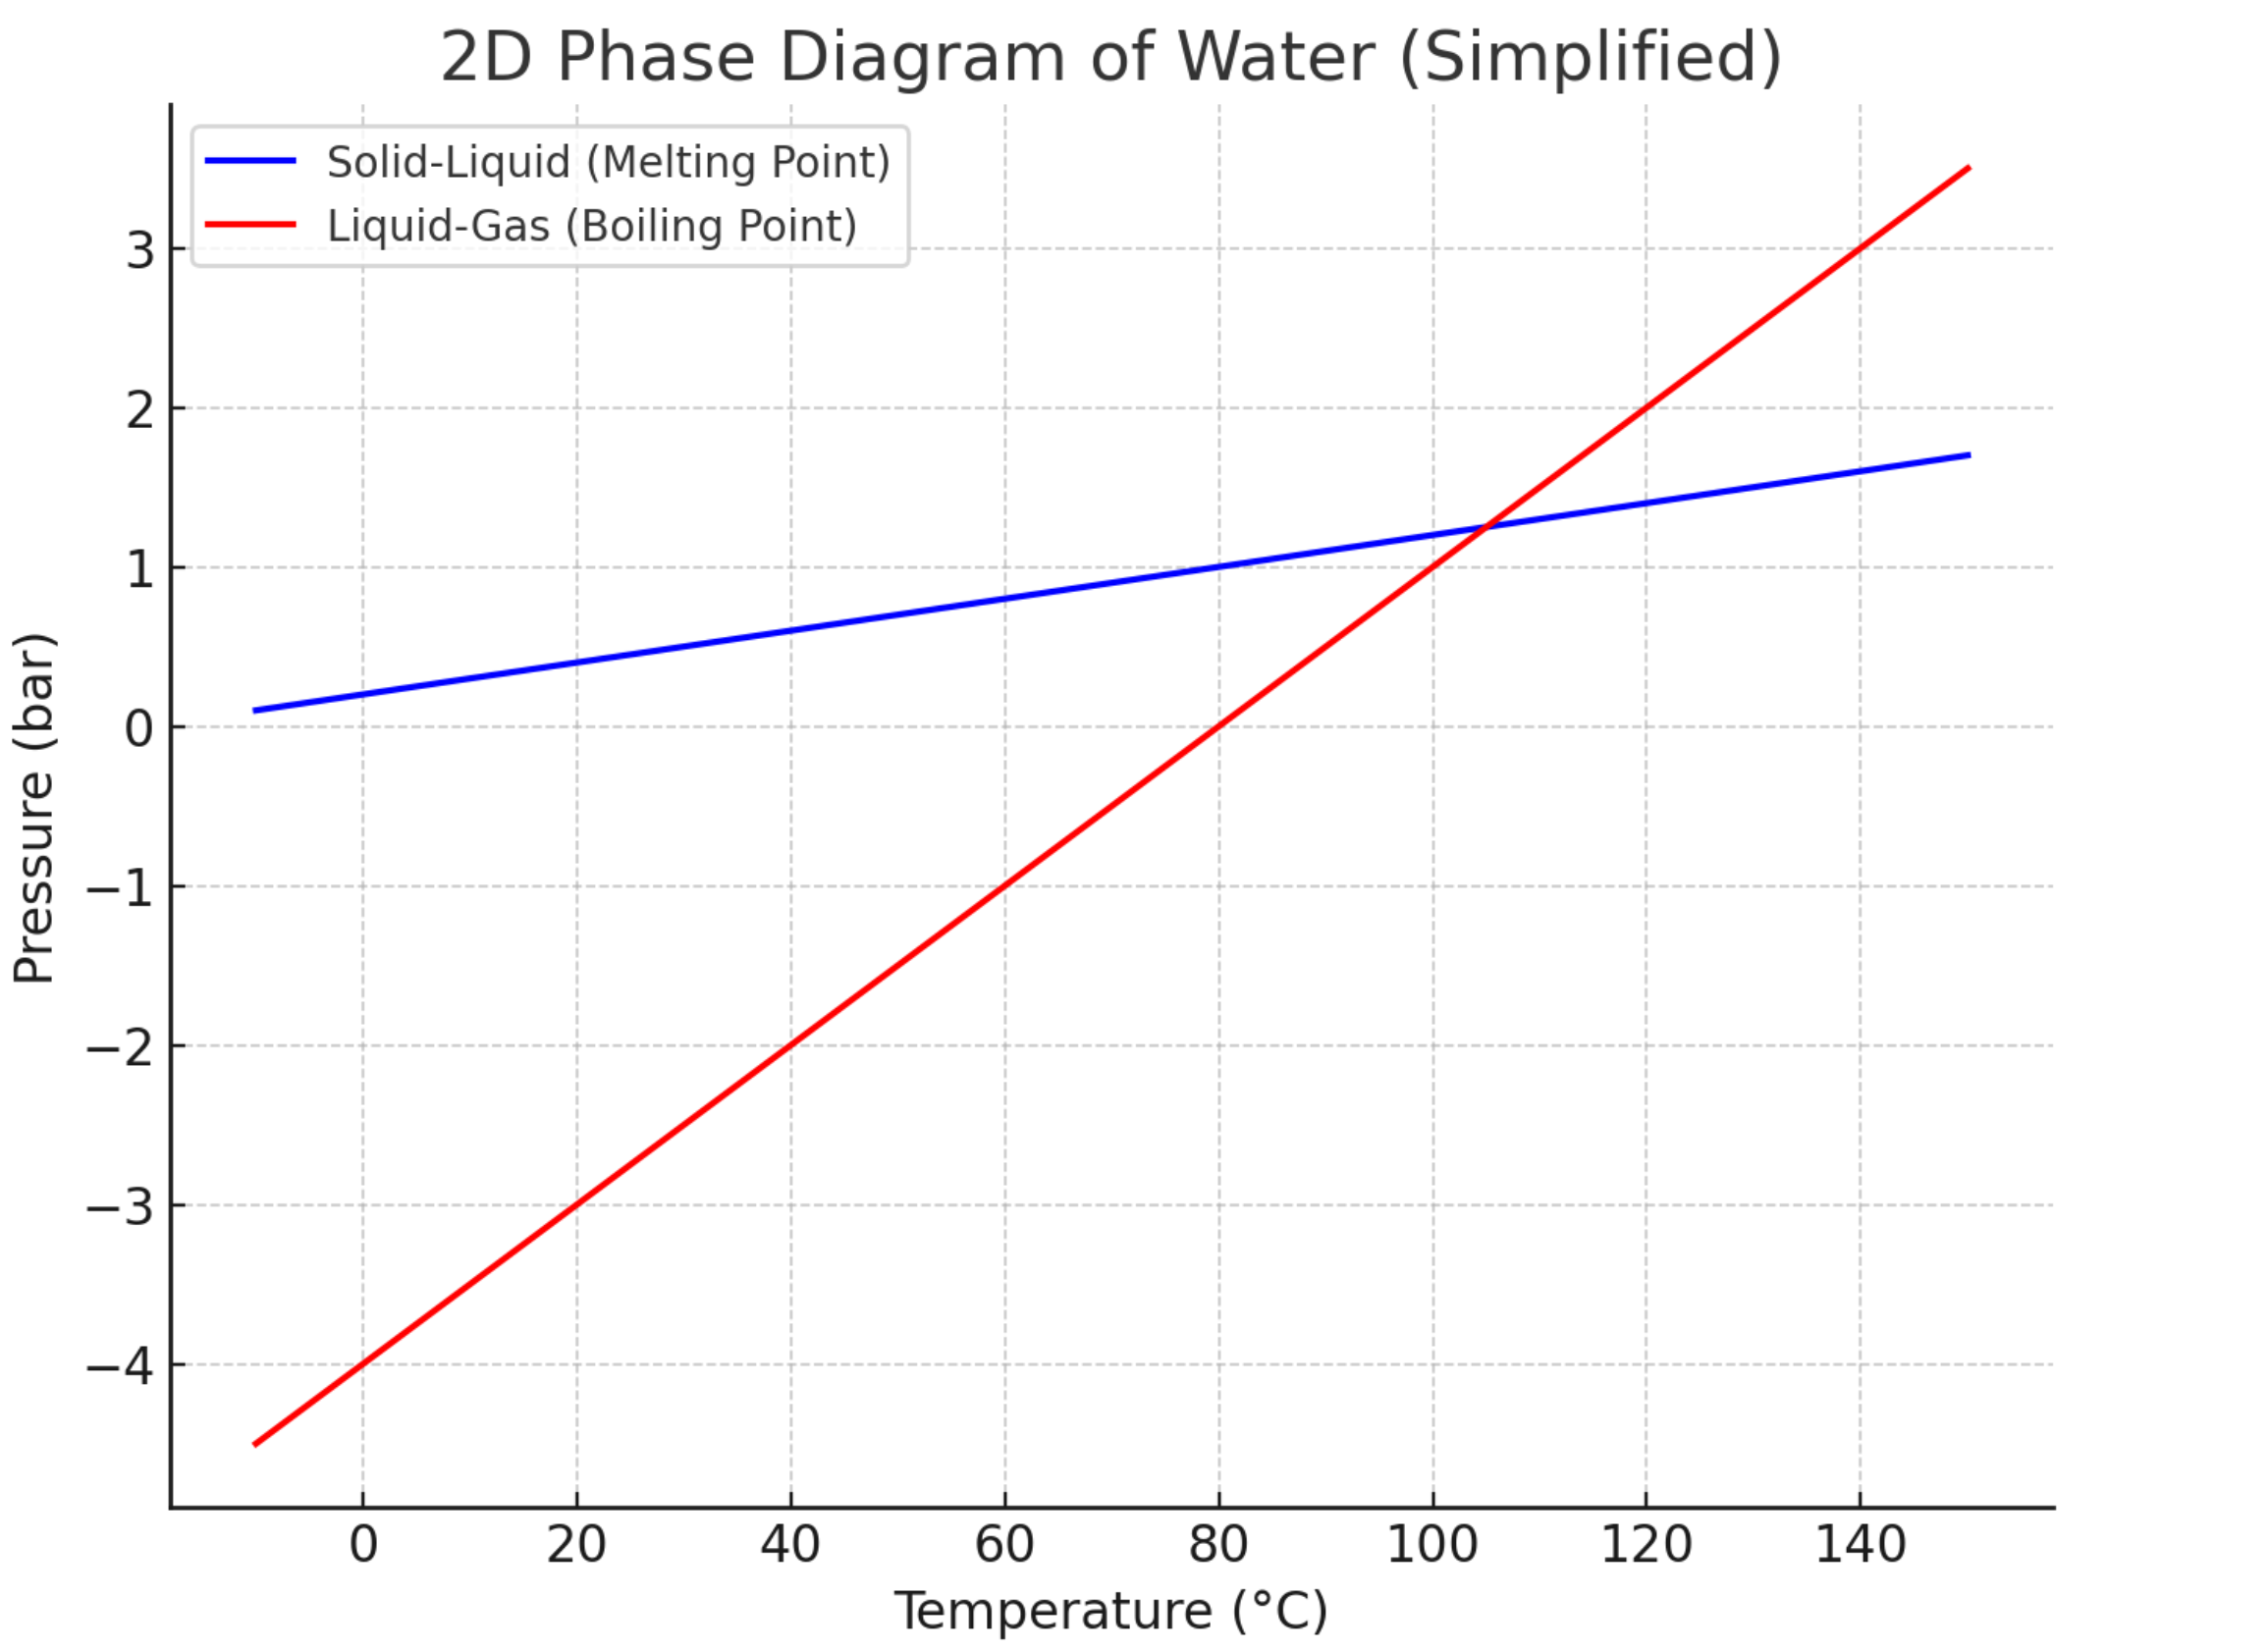 2D Phase Diagram of Water (Simplified)
Solid-Liquid (Melting Point)
Liquid-Gas (Boiling Point)
Pressure (bar)
3
2
1
0
−1
−2
−3
−4
0 20 40 60 80 100 120 140
Temperature (°C)